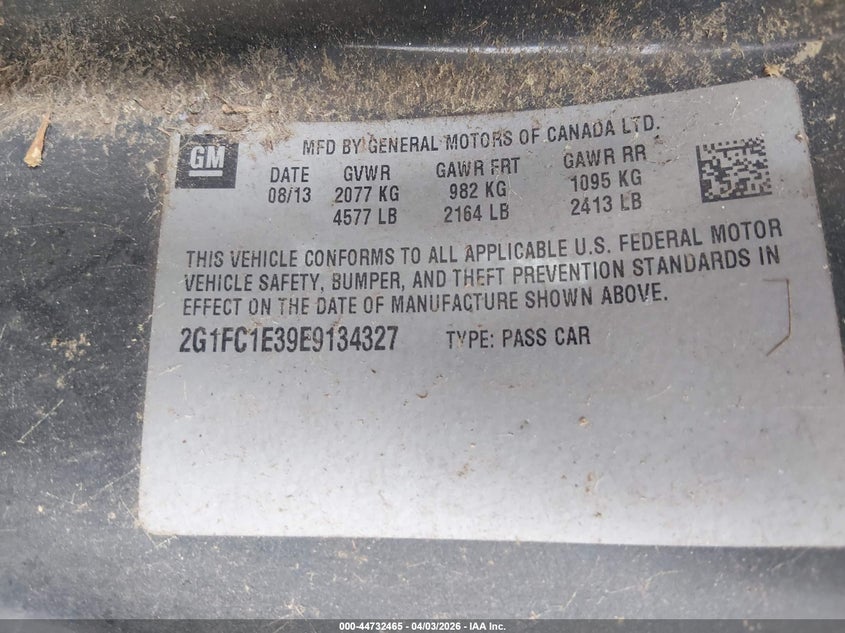 GM
MFD BY GENERAL MOTORS OF CANADA LTD.
DATE GVWR GAWR FRT GAWR RR
08/13 2077 KG 982 KG 1095 KG
4577 LB 2164 LB 2413 LB
THIS VEHICLE CONFORMS TO ALL APPLICABLE U.S. FEDERAL MOTOR
VEHICLE SAFETY, BUMPER, AND THEFT PREVENTION STANDARDS IN
EFFECT ON THE DATE OF MANUFACTURE SHOWN ABOVE.
2G1FC1E39E9134327 TYPE: PASS CAR
000-44732465 | 04/03/2026 | IAA Inc.